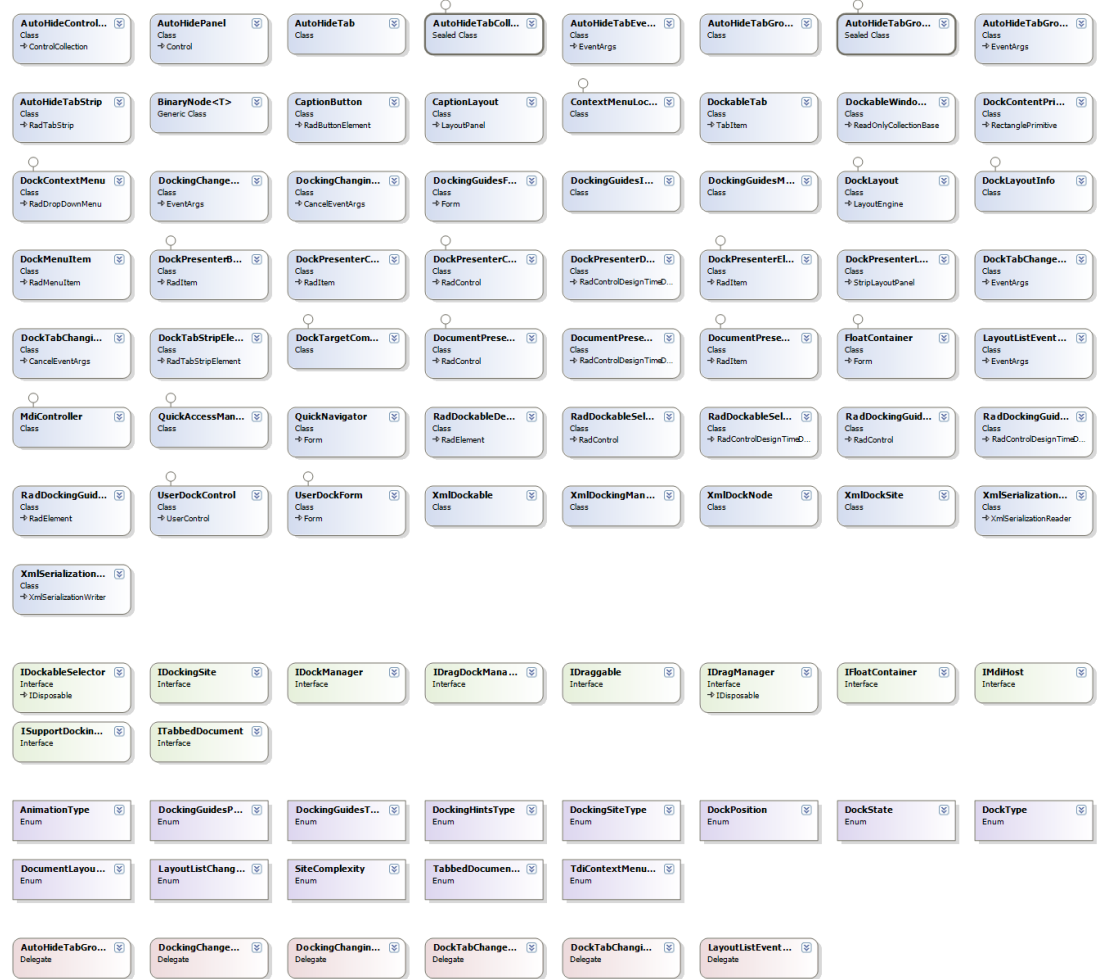 AutoHideControl...
Class
ControlCollection
AutoHidePanel
Class
Control
AutoHideTab
Class
AutoHideTabColl...
Sealed Class
AutoHideTabEve...
Class
EventArgs
AutoHideTabGro...
Class
AutoHideTabGro...
Sealed Class
AutoHideTabGro...
Class
EventArgs
AutoHideTabStrip
Class
RadTabStrip
BinaryNode<T>
Generic Class
CaptionButton
Class
RadButtonElement
CaptionLayout
Class
LayoutPanel
ContextMenuLoc...
Class
DockableTab
Class
TabItem
DockableWindo...
Class
ReadOnlyCollectionBase
DockContentPri...
Class
RectanglePrimitive
DockContextMenu
Class
RadDropDownMenu
DockingChange...
Class
EventArgs
DockingChangin...
Class
CancelEventArgs
DockingGuidesF...
Class
Form
DockingGuidesI...
Class
DockingGuidesM...
Class
DockLayout
Class
LayoutEngine
DockLayoutInfo
Class
DockMenuItem
Class
RadMenuItem
DockPresenterB...
Class
RadItem
DockPresenterC...
Class
RadItem
DockPresenterC...
Class
RadControl
DockPresenterD...
Class
RadControlDesignTimeD...
DockPresenterEl...
Class
RadItem
DockPresenterL...
Class
StripLayoutPanel
DockTabChange...
Class
EventArgs
DockTabChangi...
Class
CancelEventArgs
DockTabStripEle...
Class
RadTabStripElement
DockTargetCom...
Class
DocumentPrese...
Class
RadControl
DocumentPrese...
Class
RadControlDesignTimeD...
DocumentPrese...
Class
RadItem
FloatContainer
Class
Form
LayoutListEvent...
Class
EventArgs
MdiController
Class
QuickAccessMan...
Class
QuickNavigator
Class
Form
RadDockableDe...
Class
RadElement
RadDockableSel...
Class
RadControl
RadDockableSel...
Class
RadControlDesignTimeD...
RadDockingGuid...
Class
RadControl
RadDockingGuid...
Class
RadControlDesignTimeD...
RadDockingGuid...
Class
RadElement
UserDockControl
Class
UserControl
UserDockForm
Class
Form
XmlDockable
Class
XmlDockingMan...
Class
XmlDockNode
Class
XmlDockSite
Class
XmlSerialization...
Class
XmlSerializationReader
XmlSerialization...
Class
XmlSerializationWriter
IDockableSelector
Interface
IDisposable
IDockingSite
Interface
IDockManager
Interface
IDragDockMana...
Interface
IDraggable
Interface
IDragManager
Interface
IDisposable
IFloatContainer
Interface
IMdiHost
Interface
ISupportDockin...
Interface
ITabbedDocument
Interface
AnimationType
Enum
DockingGuidesP...
Enum
DockingGuidesT...
Enum
DockingHintsType
Enum
DockingSiteType
Enum
DockPosition
Enum
DockState
Enum
DockType
Enum
DocumentLayou...
Enum
LayoutListChang...
Enum
SiteComplexity
Enum
TabbedDocumen...
Enum
TdiContextMenu...
Enum
AutoHideTabGro...
Delegate
DockingChange...
Delegate
DockingChangin...
Delegate
DockTabChange...
Delegate
DockTabChangi...
Delegate
LayoutListEvent...
Delegate